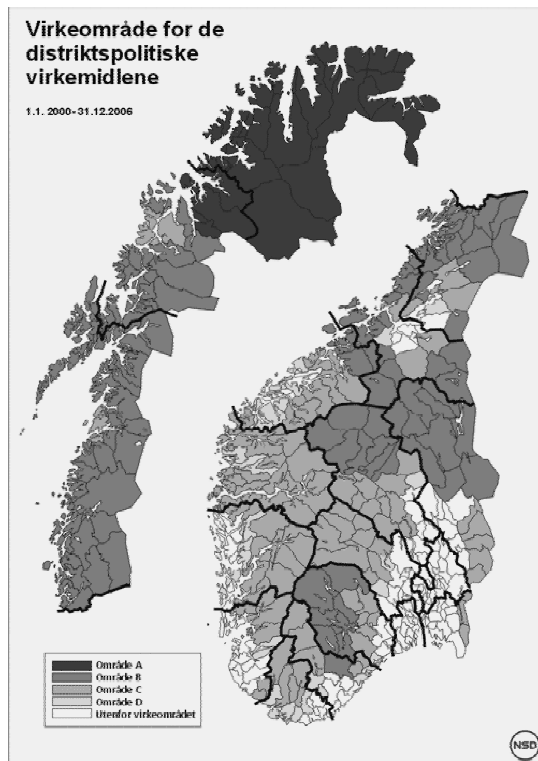 Virkeområde for de
distriktspolitiske
virkemidlene
1.1. 2000-31.12.2006
Område A
Område B
Område C
Område D
Utenfor virkeområdet
NSD